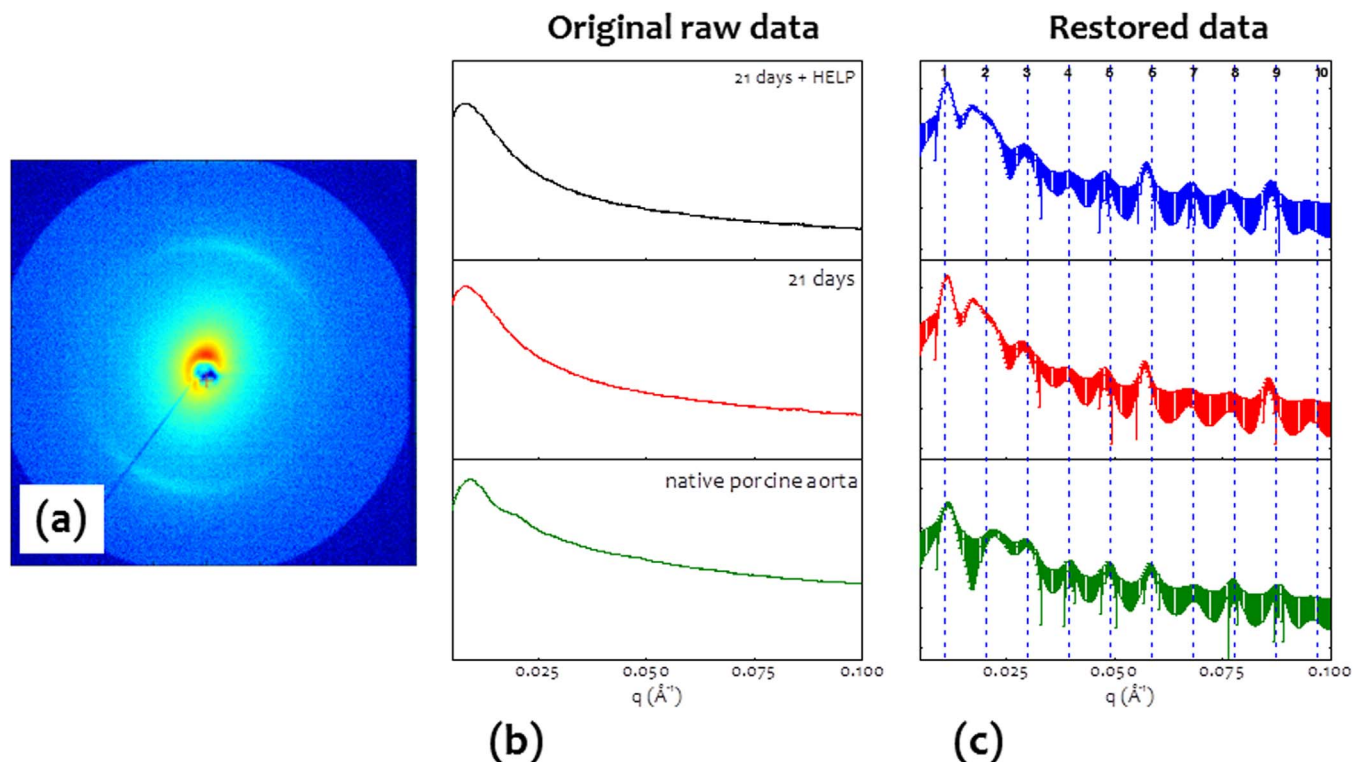 Original raw data
Restored data
21 days + HELP
1 2 3 4 5 6 7 8 9 10
21 days
native porcine aorta
(a)
0.025 0.050 0.075 0.100
q (Å⁻¹)
0.025 0.050 0.075 0.100
q (Å⁻¹)
(b)
(c)